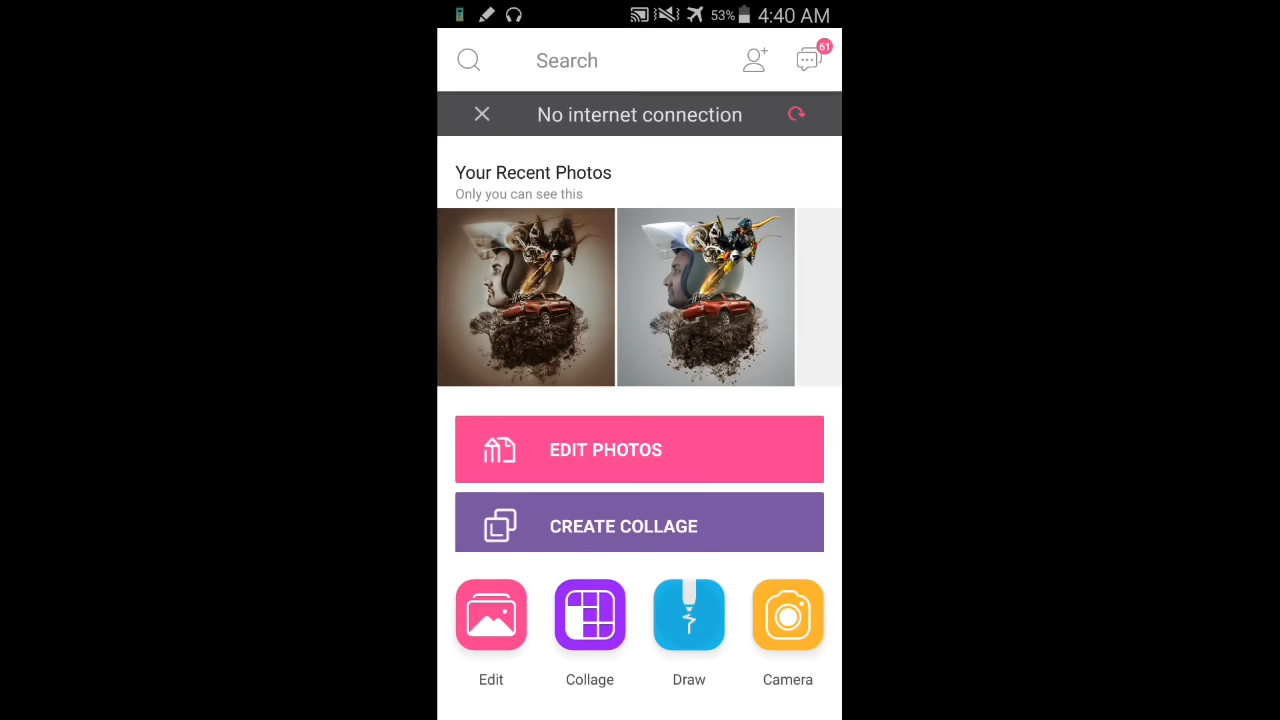 53% 4:40 AM
Search
61
No internet connection
Your Recent Photos
Only you can see this
EDIT PHOTOS
CREATE COLLAGE
Edit Collage Draw Camera